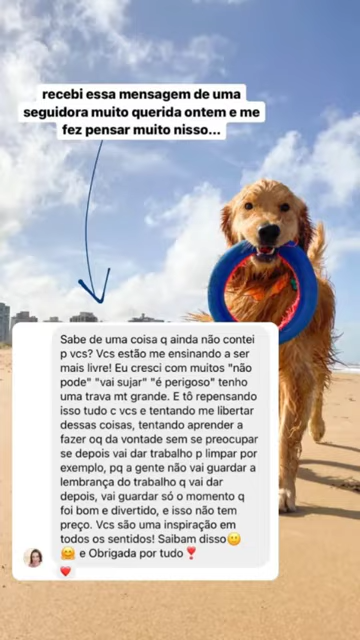 recebi essa mensagem de uma
seguidora muito querida ontem e me
fez pensar muito nisso...
Sabe de uma coisa q ainda não contei
p vcs? Vcs estão me ensinando a ser
mais livre! Eu cresci com muitos "não
pode" "vai sujar" "é perigoso" tenho
uma trava mt grande. E tô repensando
isso tudo c vcs e tentando me libertar
dessas coisas, tentando aprender a
fazer oq da vontade sem se preocupar
se depois vai dar trabalho p limpar por
exemplo, pq a gente não vai guardar a
lembrança do trabalho q vai dar
depois, vai guardar só o momento q
foi bom e divertido, e isso não tem
preço. Vcs são uma inspiração em
todos os sentidos! Saibam disso🙂
🤗 e Obrigada por tudo❣️
❤️